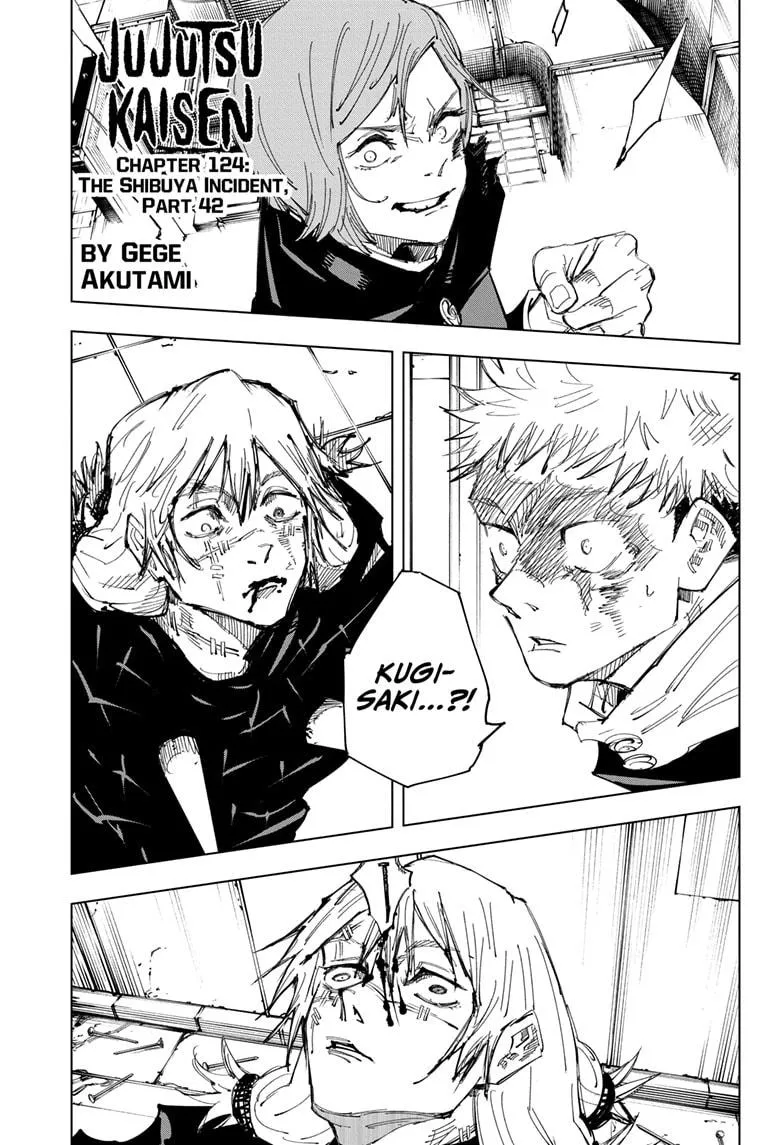 JUJUTSU
KAISEN
CHAPTER 124:
THE SHIBUYA INCIDENT,
PART 42
BY GEGE
AKUTAMI
KUGI-
SAKI...?!